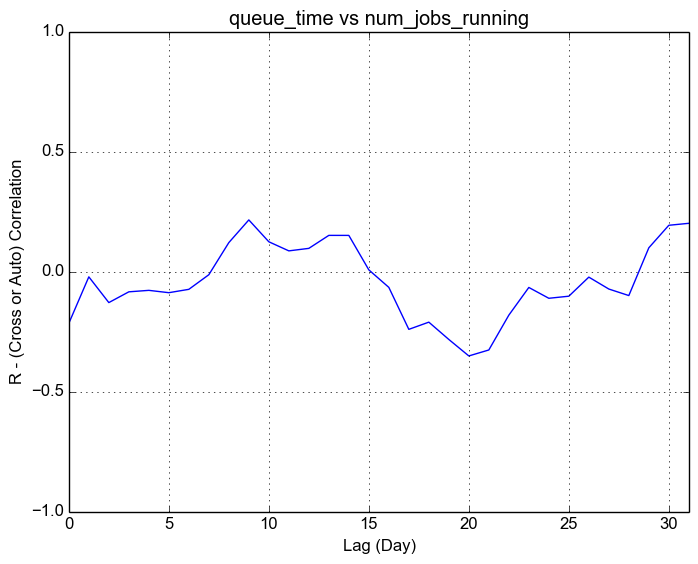 queue_time vs num_jobs_running
1.0
0.5
0.0
−0.5
−1.0
R - (Cross or Auto) Correlation
0 5 10 15 20 25 30
Lag (Day)